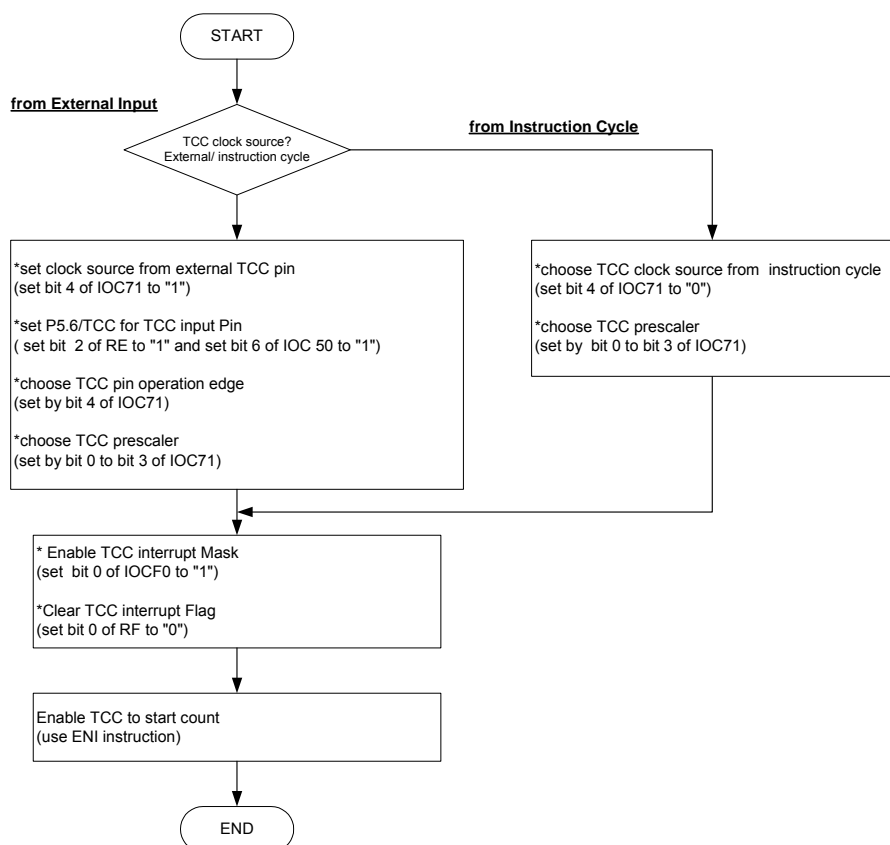 START
from External Input
TCC clock source?
External/ instruction cycle
from Instruction Cycle
*set clock source from external TCC pin
(set bit 4 of IOC71 to "1")
*set P5.6/TCC for TCC input Pin
( set bit 2 of RE to "1" and set bit 6 of IOC 50 to "1")
*choose TCC pin operation edge
(set by bit 4 of IOC71)
*choose TCC prescaler
(set by bit 0 to bit 3 of IOC71)
*choose TCC clock source from instruction cycle
(set bit 4 of IOC71 to "0")
*choose TCC prescaler
(set by bit 0 to bit 3 of IOC71)
* Enable TCC interrupt Mask
(set bit 0 of IOCF0 to "1")
*Clear TCC interrupt Flag
(set bit 0 of RF to "0")
Enable TCC to start count
(use ENI instruction)
END